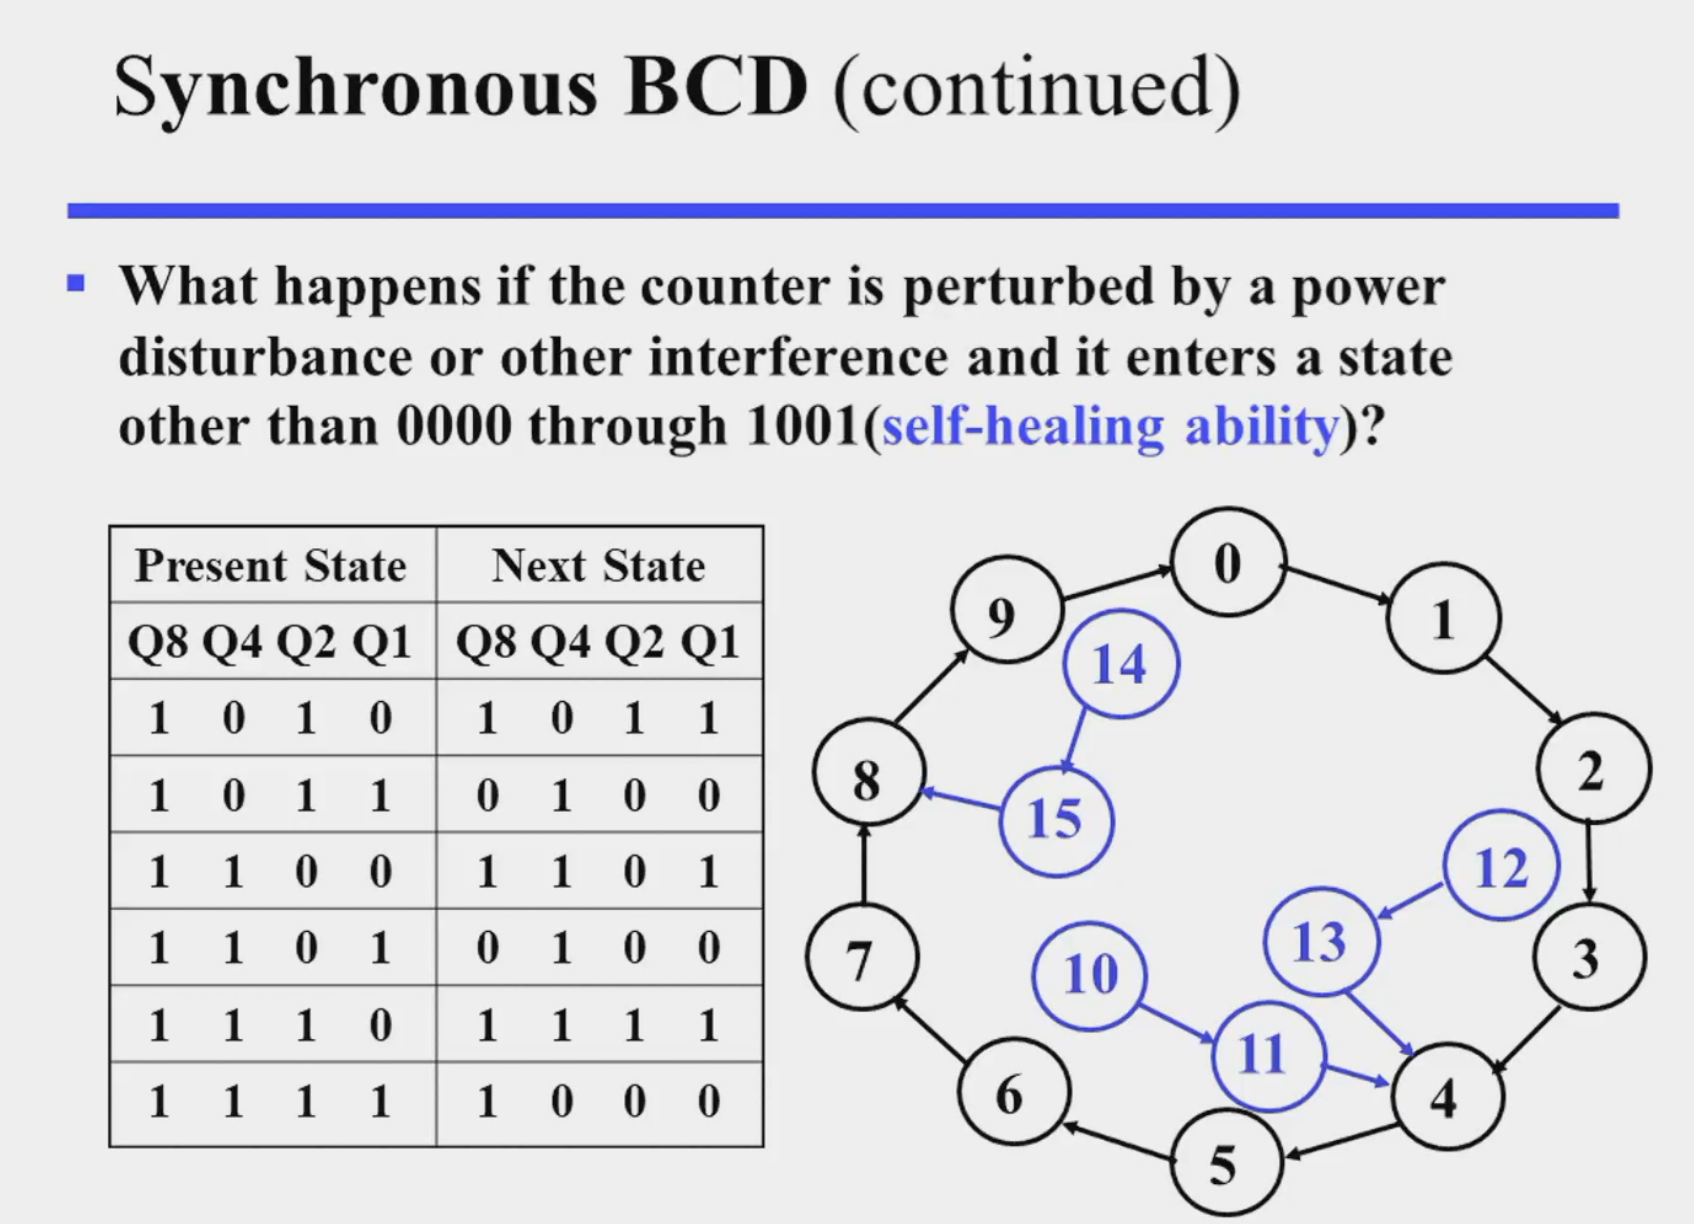 Synchronous BCD (continued)
▪ What happens if the counter is perturbed by a power
disturbance or other interference and it enters a state
other than 0000 through 1001(self-healing ability)?
Present State Next State
Q8 Q4 Q2 Q1 Q8 Q4 Q2 Q1
1 0 1 0 1 0 1 1
1 0 1 1 0 1 0 0
1 1 0 0 1 1 0 1
1 1 0 1 0 1 0 0
1 1 1 0 1 1 1 1
1 1 1 1 1 0 0 0
0
9
1
14
8
15
2
12
7
10
13
3
11
6
4
5